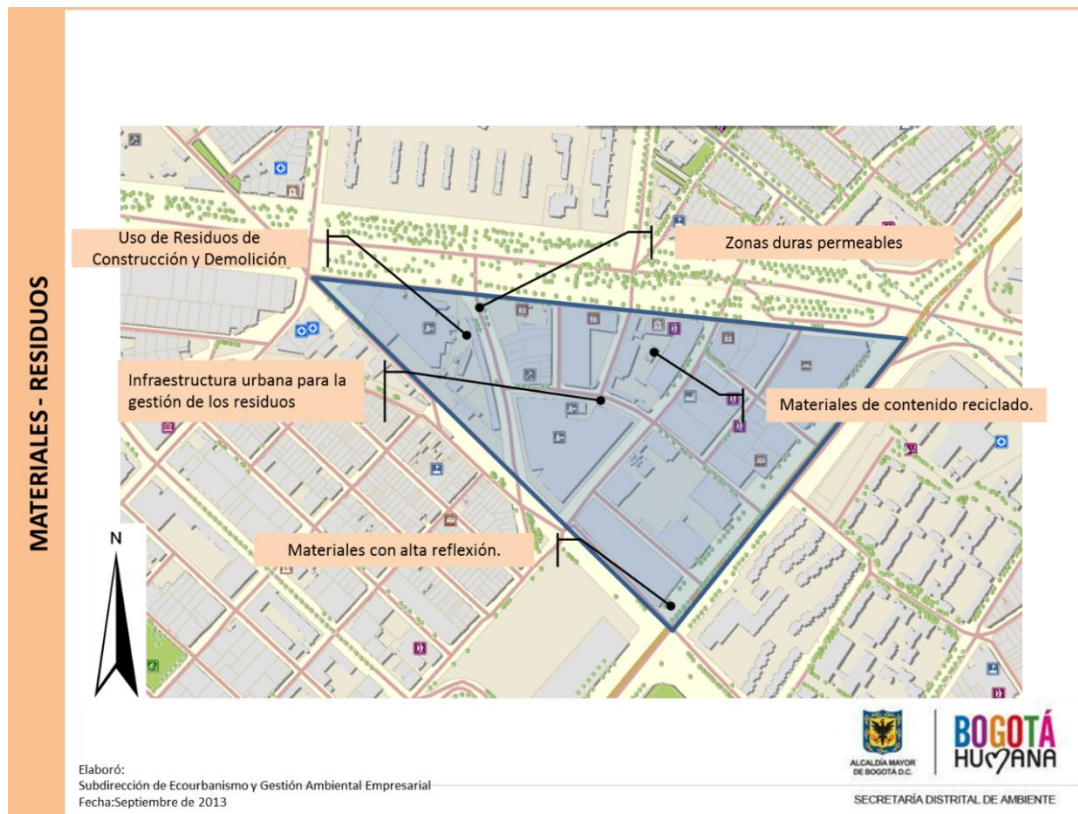 MATERIALES - RESIDUOS
Uso de Residuos de
Construcción y Demolición
Zonas duras permeables
Infraestructura urbana para la
gestión de los residuos
Materiales de contenido reciclado.
Materiales con alta reflexión.
N
Elaboró:
Subdirección de Ecourbanismo y Gestión Ambiental Empresarial
Fecha:Septiembre de 2013
ALCALDÍA MAYOR
DE BOGOTÁ D.C.
BOGOTÁ
HUMANA
SECRETARÍA DISTRITAL DE AMBIENTE